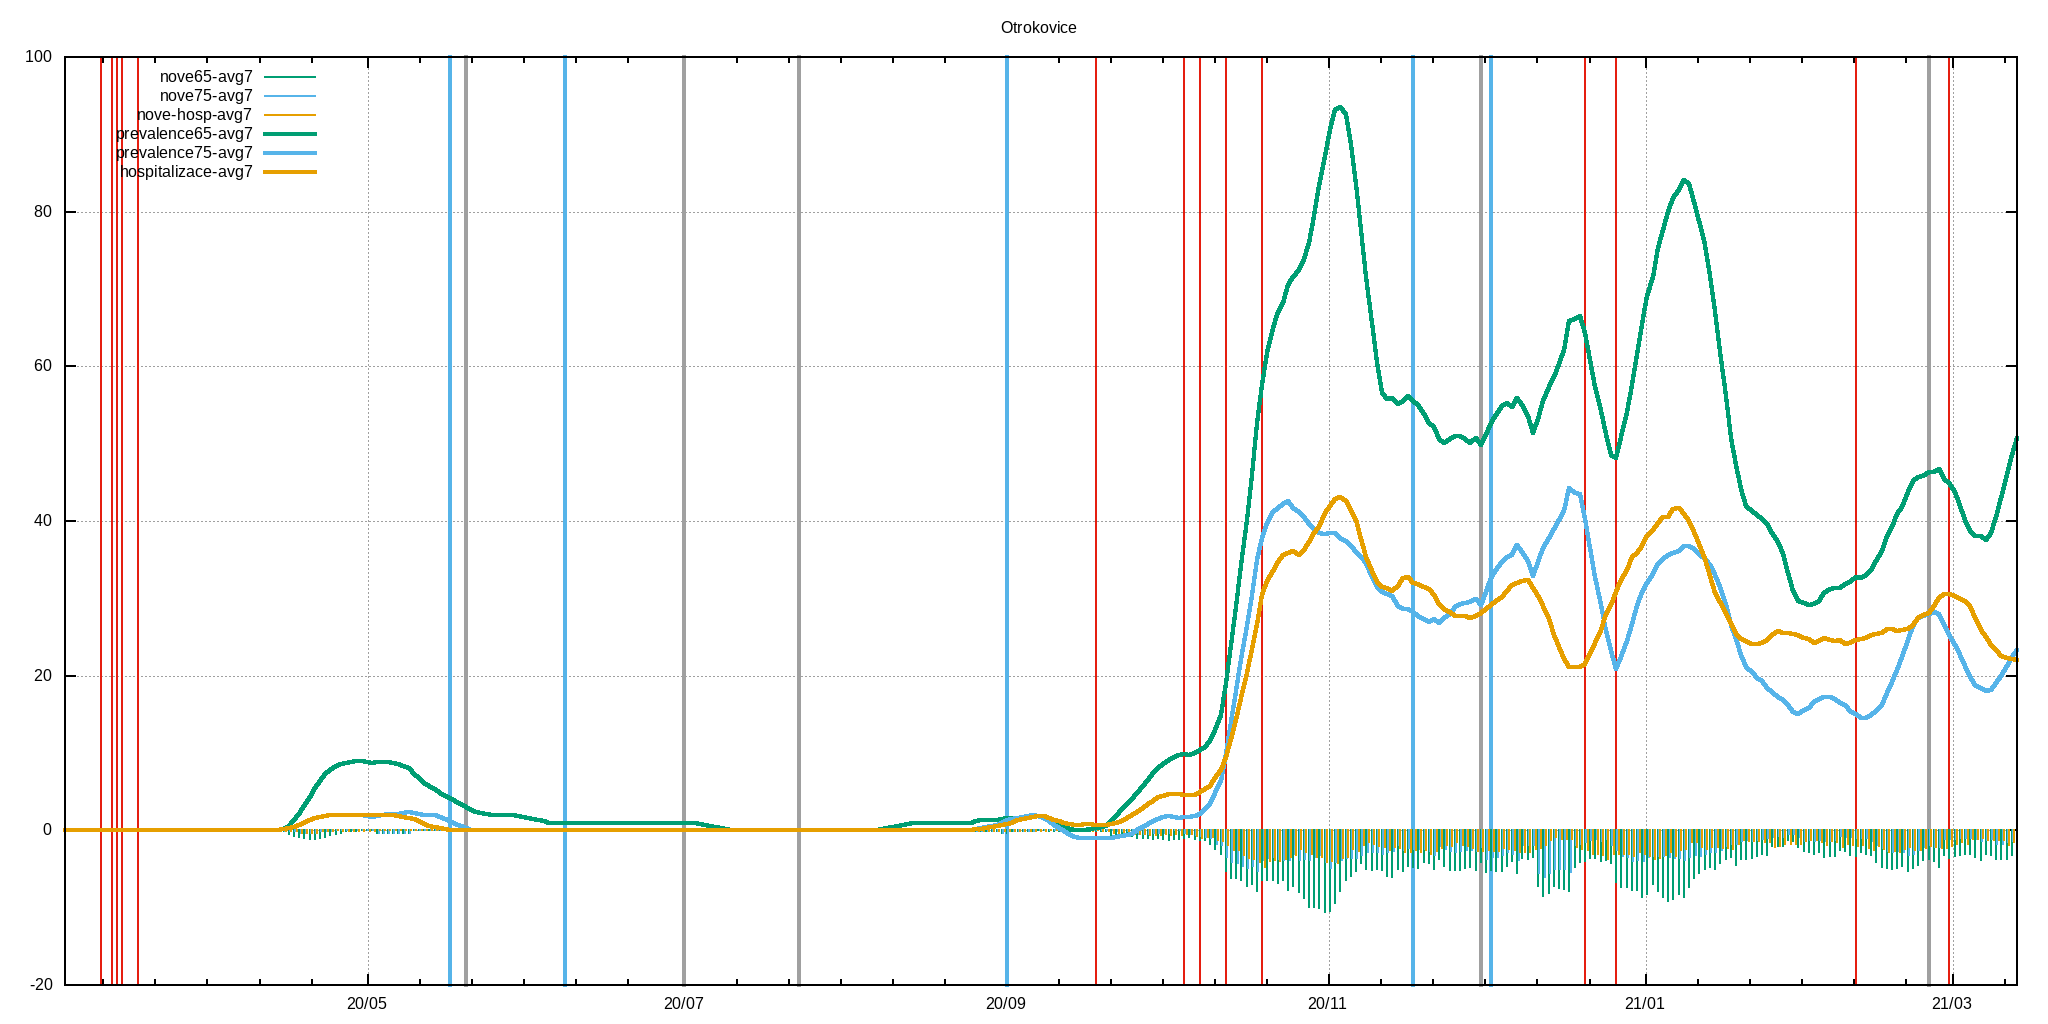 Otrokovice
100
80
60
40
20
0
-20
nove65-avg7
nove75-avg7
nove-hosp-avg7
prevalence65-avg7
prevalence75-avg7
hospitalizace-avg7
20/05 20/07 20/09 20/11 21/01 21/03